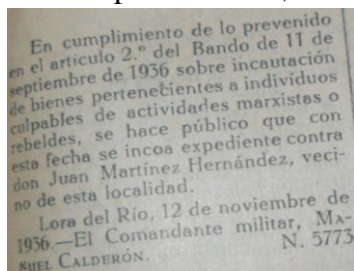 En cumplimiento de lo prevenido
en el articulo 2.º del Bando de 11 de
septiembre de 1936 sobre incautación
de bienes pertenecientes a individuos
culpables de actividades marxistas o
rebeldes, se hace público que con
esta fecha se incoa expediente contra
don Juan Martínez Hernández, veci-
no de esta localidad.
Lora del Río, 12 de noviembre de
1936.—El Comandante militar, MA-
NUEL CALDERÓN. N. 5773